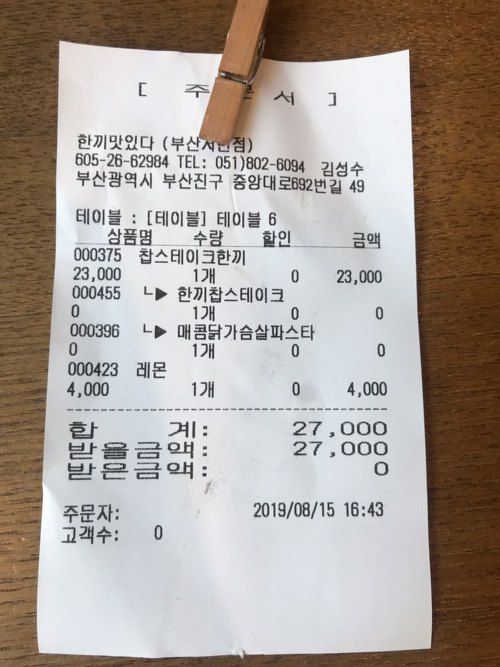 [ 주 서 ]
한끼맛있다 (부산서면점)
605-26-62984 TEL: 051)802-6094 김성수
부산광역시 부산진구 중앙대로692번길 49
테이블 : [테이블] 테이블 6
상품명 수량 할인 금액
000375 찹스테이크한끼
23,000 1개 0 23,000
000455 ㄴ▶ 한끼찹스테이크
0 1개 0 0
000396 ㄴ▶ 매콤닭가슴살파스타
0 1개 0 0
000423 레몬
4,000 1개 0 4,000
합 계: 27,000
받을금액: 27,000
받은금액: 0
주문자: 2019/08/15 16:43
고객수: 0